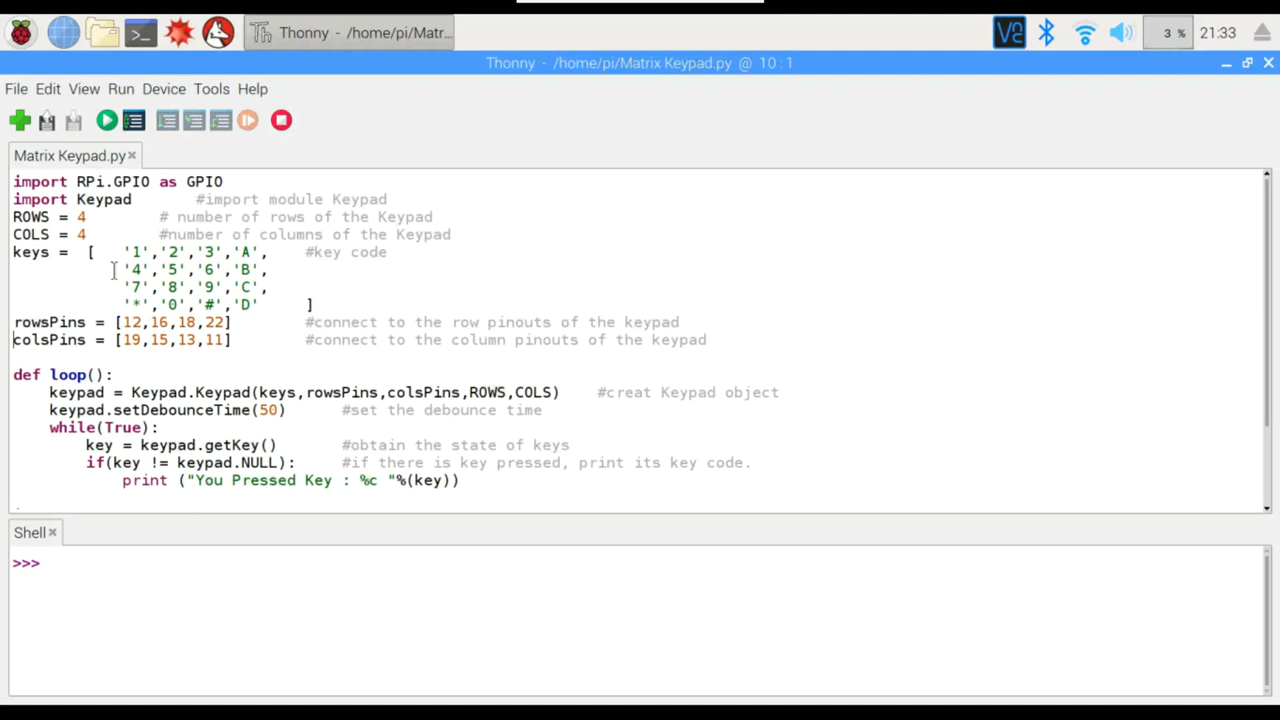 Thonny - /home/pi/Matr...
3 %
21:33
Thonny - /home/pi/Matrix Keypad.py @ 10:1
File Edit View Run Device Tools Help
Matrix Keypad.py
import RPi.GPIO as GPIO
import Keypad #import module Keypad
ROWS = 4 # number of rows of the Keypad
COLS = 4 #number of columns of the Keypad
keys = [ '1','2','3','A', #key code
'4','5','6','B',
'7','8','9','C',
'*','0','#','D' ]
rowsPins = [12,16,18,22] #connect to the row pinouts of the keypad
colsPins = [19,15,13,11] #connect to the column pinouts of the keypad
def loop():
keypad = Keypad.Keypad(keys,rowsPins,colsPins,ROWS,COLS) #creat Keypad object
keypad.setDebounceTime(50) #set the debounce time
while(True):
key = keypad.getKey() #obtain the state of keys
if(key != keypad.NULL): #if there is key pressed, print its key code.
print ("You Pressed Key : %c "%(key))
Shell
>>>